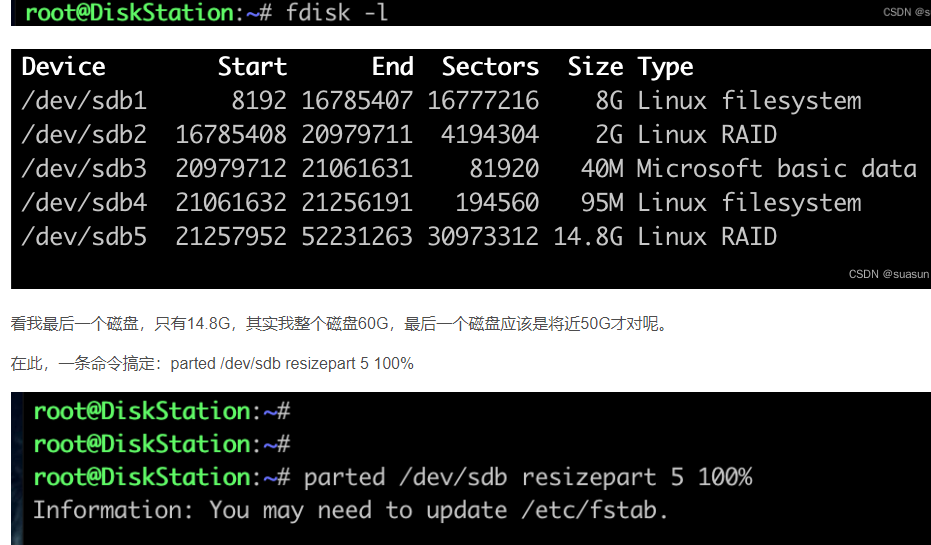 root@DiskStation:~# fdisk -l
CSDN @s
Device Start End Sectors Size Type
/dev/sdb1 8192 16785407 16777216 8G Linux filesystem
/dev/sdb2 16785408 20979711 4194304 2G Linux RAID
/dev/sdb3 20979712 21061631 81920 40M Microsoft basic data
/dev/sdb4 21061632 21256191 194560 95M Linux filesystem
/dev/sdb5 21257952 52231263 30973312 14.8G Linux RAID
CSDN @suasun
看我最后一个磁盘，只有14.8G，其实我整个磁盘60G，最后一个磁盘应该是将近50G才对呢。
在此，一条命令搞定：parted /dev/sdb resizepart 5 100%
root@DiskStation:~#
root@DiskStation:~#
root@DiskStation:~# parted /dev/sdb resizepart 5 100%
Information: You may need to update /etc/fstab.